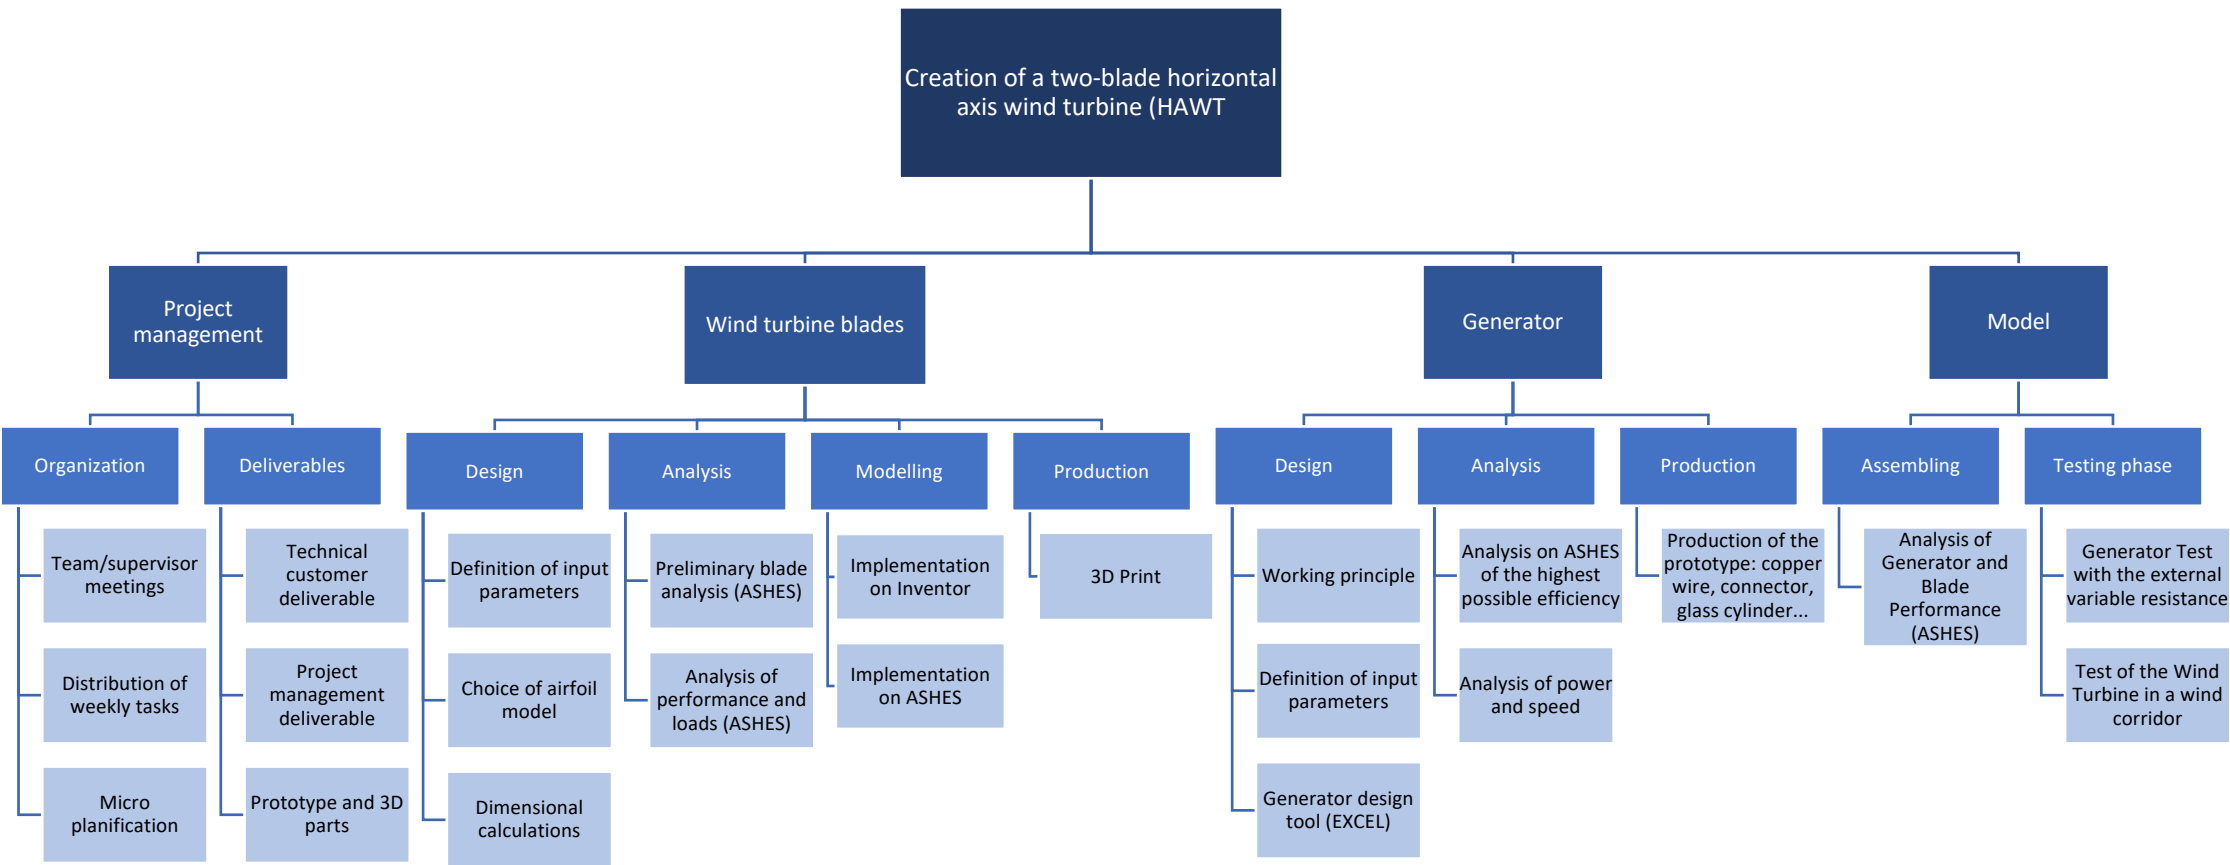 Creation of a two-blade horizontal
axis wind turbine (HAWT
Project
management
Wind turbine blades
Generator
Model
Organization
Deliverables
Design
Analysis
Modelling
Production
Design
Analysis
Production
Assembling
Testing phase
Team/supervisor
meetings
Distribution of
weekly tasks
Micro
planification
Technical
customer
deliverable
Project
management
deliverable
Prototype and 3D
parts
Definition of input
parameters
Choice of airfoil
model
Dimensional
calculations
Preliminary blade
analysis (ASHES)
Analysis of
performance and
loads (ASHES)
Implementation
on Inventor
Implementation
on ASHES
3D Print
Working principle
Definition of input
parameters
Generator design
tool (EXCEL)
Analysis on ASHES
of the highest
possible efficiency
Analysis of power
and speed
Production of the
prototype: copper
wire, connector,
glass cylinder...
Analysis of
Generator and
Blade
Performance
(ASHES)
Generator Test
with the external
variable resistance
Test of the Wind
Turbine in a wind
corridor